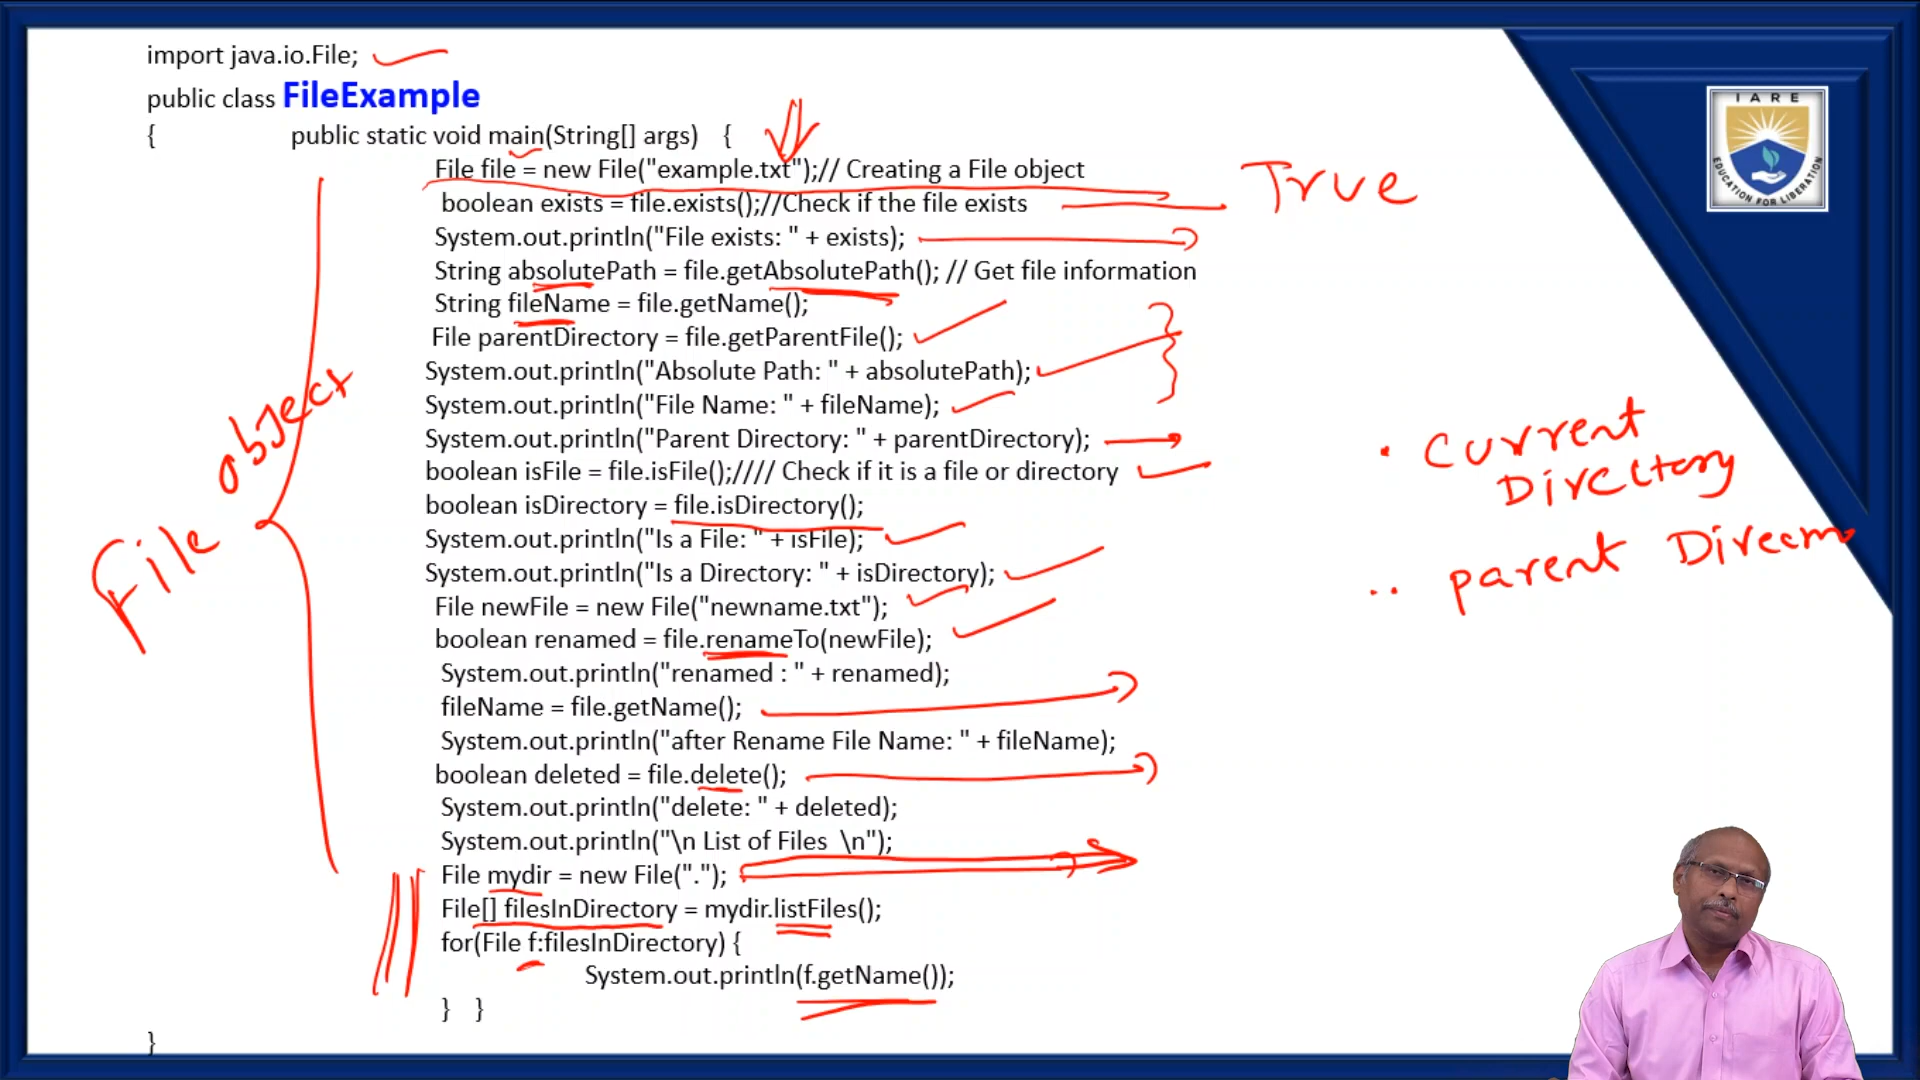 import java.io.File;
public class FileExample
{ public static void main(String[] args) {
File file = new File("example.txt");// Creating a File object
boolean exists = file.exists();//Check if the file exists
True
System.out.println("File exists: " + exists);
String absolutePath = file.getAbsolutePath(); // Get file information
String fileName = file.getName();
File parentDirectory = file.getParentFile();
System.out.println("Absolute Path: " + absolutePath);
System.out.println("File Name: " + fileName);
System.out.println("Parent Directory: " + parentDirectory);
boolean isFile = file.isFile();//// Check if it is a file or directory
boolean isDirectory = file.isDirectory();
System.out.println("Is a File: " + isFile);
System.out.println("Is a Directory: " + isDirectory);
File newFile = new File("newname.txt");
boolean renamed = file.renameTo(newFile);
System.out.println("renamed : " + renamed);
fileName = file.getName();
System.out.println("after Rename File Name: " + fileName);
boolean deleted = file.delete();
System.out.println("delete: " + deleted);
System.out.println("\n List of Files \n");
File mydir = new File(".");
File[] filesInDirectory = mydir.listFiles();
for(File f:filesInDirectory) {
System.out.println(f.getName());
} }
}
File object
. Current
Directory
.. parent
IARE
EDUCATION FOR LIBERATION